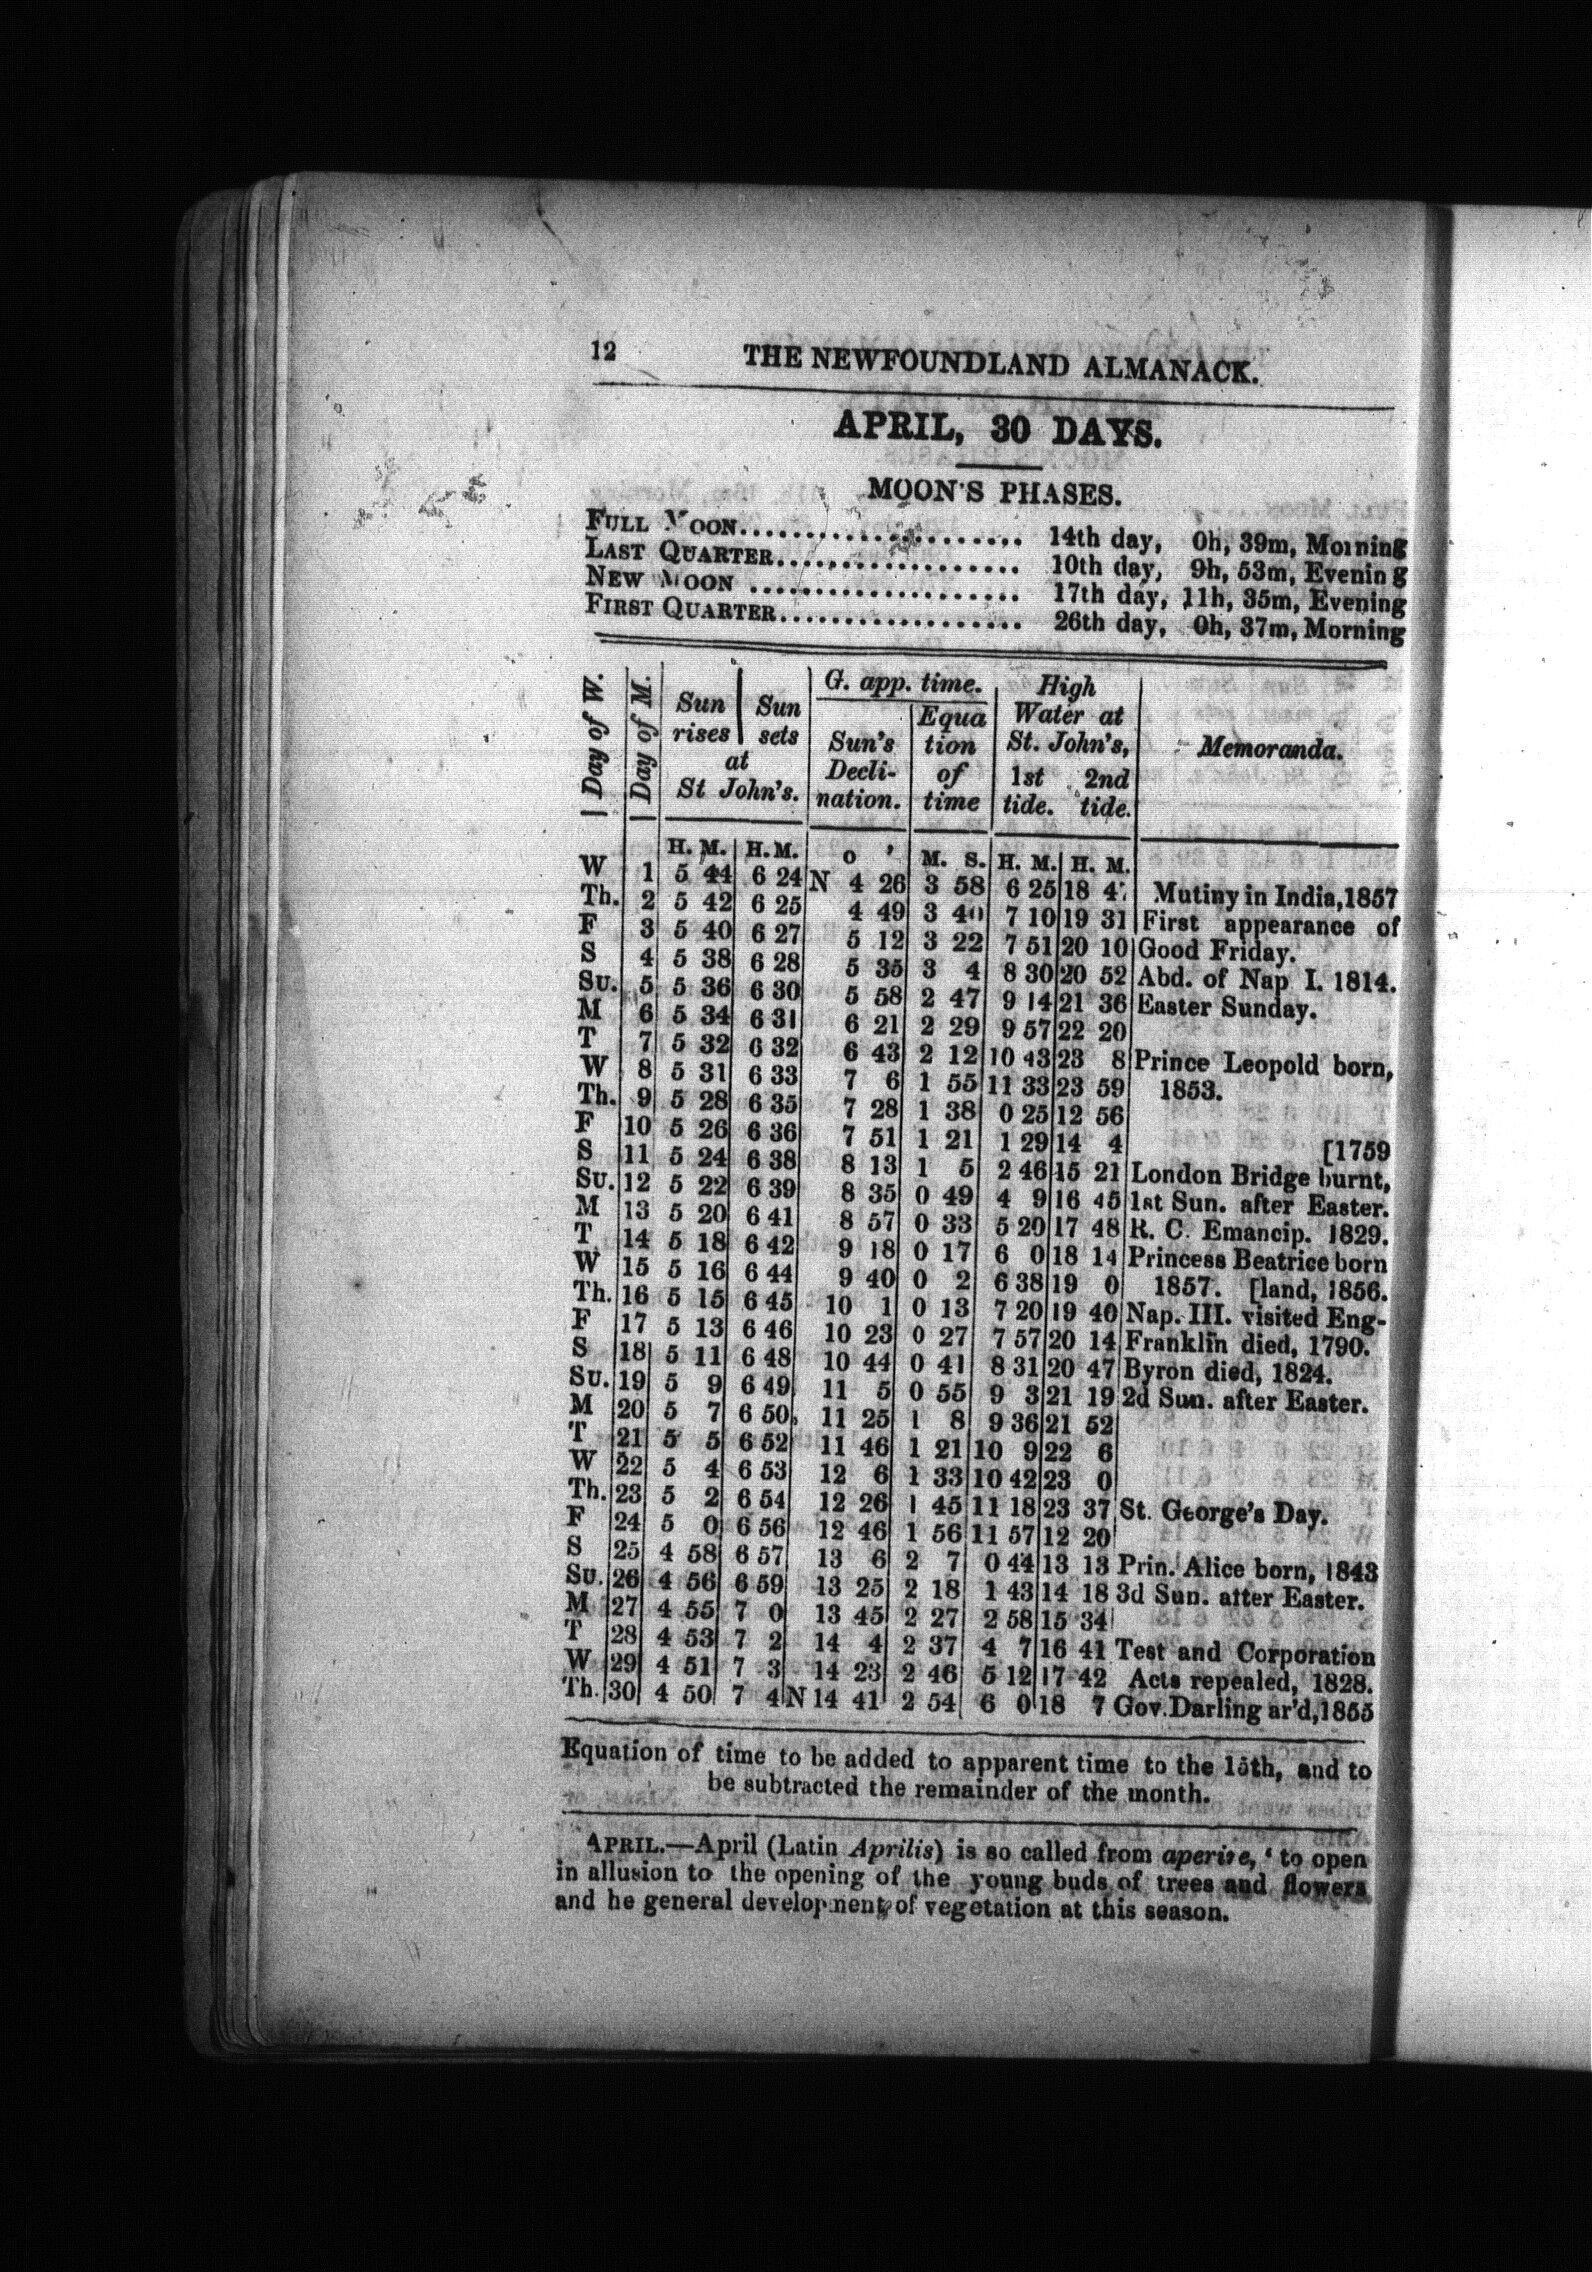 12 THE NEWFOUNDLAND ALMANACK.
APRIL, 30 DAYS.
MOON'S PHASES.
FULL MOON..................... 14th day, 0h, 39m, Morning
LAST QUARTER................... 10th day, 9h, 53m, Evening
NEW MOON ..................... 17th day, 11h, 35m, Evening
FIRST QUARTER................... 26th day, 0h, 37m, Morning
Day of W. | Day of M. | Sun rises | Sun sets at St John's. | G. app. time. Sun's Decli-nation. | Equa tion of time | High Water at St. John's, 1st tide. 2nd tide. | Memoranda.
H. M. H. M. o ' M. S. H. M. H. M.
W 1 5 44 6 24 N 4 26 3 58 6 25 18 4 Mutiny in India, 1857
Th. 2 5 42 6 25 4 49 3 40 7 10 19 31 First appearance of
F 3 5 40 6 27 5 12 3 22 7 51 20 10 Good Friday.
S 4 5 38 6 28 5 35 3 4 8 30 20 52 Abd. of Nap I. 1814.
Su. 5 5 36 6 30 5 58 2 47 9 14 21 36 Easter Sunday.
M 6 5 34 6 31 6 21 2 29 9 57 22 20
T 7 5 32 6 32 6 43 2 12 10 43 23 8 Prince Leopold born,
W 8 5 31 6 33 7 6 1 55 11 33 23 59 1853.
Th. 9 5 28 6 35 7 28 1 38 0 25 12 56
F 10 5 26 6 36 7 51 1 21 1 29 14 4 [1759
S 11 5 24 6 38 8 13 1 5 2 46 15 21 London Bridge burnt,
Su. 12 5 22 6 39 8 35 0 49 4 9 16 45 1st Sun. after Easter.
M 13 5 20 6 41 8 57 0 33 5 20 17 48 R. C. Emancip. 1829.
T 14 5 18 6 42 9 18 0 17 6 0 18 14 Princess Beatrice born
W 15 5 16 6 44 9 40 0 2 6 38 19 0 1857. [land, 1856.
Th. 16 5 15 6 45 10 1 0 13 7 20 19 40 Nap. III. visited Eng-
F 17 5 13 6 46 10 23 0 27 7 57 20 14 Franklin died, 1790.
S 18 5 11 6 48 10 44 0 41 8 31 20 47 Byron died, 1824.
Su. 19 5 9 6 49 11 5 0 55 9 3 21 19 2d Sun. after Easter.
M 20 5 7 6 50 11 25 1 8 9 36 21 52
T 21 5 5 6 52 11 46 1 21 10 9 22 6
W 22 5 4 6 53 12 6 1 33 10 42 23 0
Th. 23 5 2 6 54 12 26 1 45 11 18 23 37 St. George's Day.
F 24 5 0 6 56 12 46 1 56 11 57 12 20
S 25 4 58 6 57 13 6 2 7 0 44 13 13 Prin. Alice born, 1843
Su. 26 4 56 6 59 13 25 2 18 1 43 14 18 3d Sun. after Easter.
M 27 4 55 7 0 13 45 2 27 2 58 15 34
T 28 4 53 7 2 14 4 2 37 4 7 16 41 Test and Corporation
W 29 4 51 7 3 14 23 2 46 5 12 17 42 Acts repealed, 1828.
Th. 30 4 50 7 4 N 14 41 2 54 6 0 18 7 Gov. Darling ar'd, 1855
Equation of time to be added to apparent time to the 15th, and to
be subtracted the remainder of the month.
APRIL.—April (Latin Aprilis) is so called from aperire, ' to open
in allusion to the opening of the young buds of trees and flowers
and he general development of vegetation at this season.